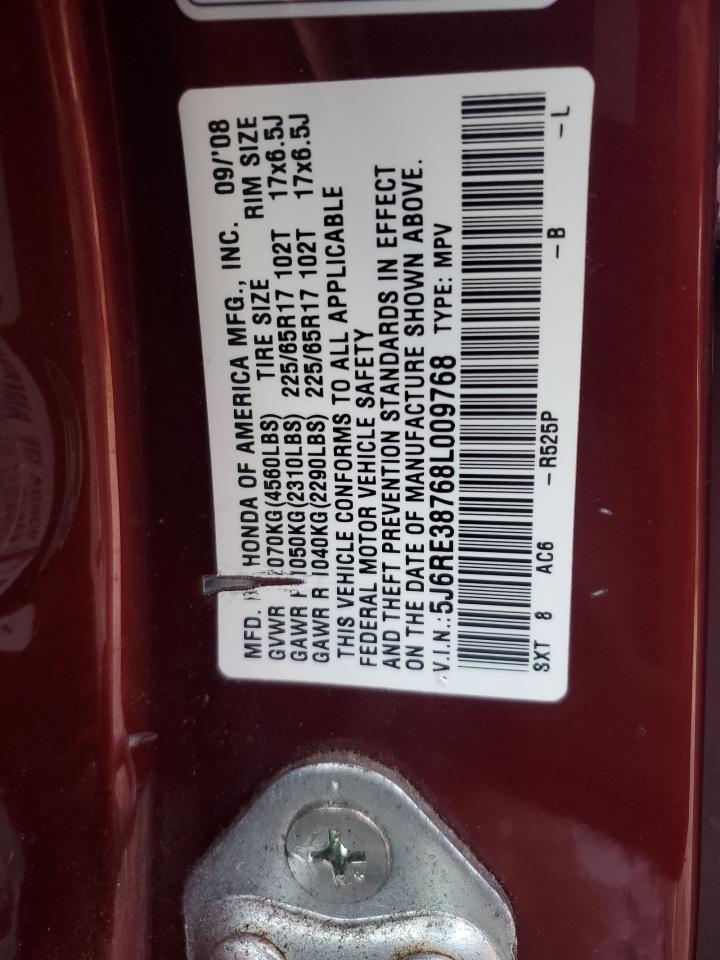 MFD. HONDA OF AMERICA MFG., INC. 09/'08
GVWR 070KG(4560LBS) TIRE SIZE RIM SIZE
GAWR 1050KG(2310LBS) 225/65R17 102T 17x6.5J
GAWR R 1040KG(2290LBS) 225/65R17 102T 17x6.5J
THIS VEHICLE CONFORMS TO ALL APPLICABLE
FEDERAL MOTOR VEHICLE SAFETY
AND THEFT PREVENTION STANDARDS IN EFFECT
ON THE DATE OF MANUFACTURE SHOWN ABOVE.
V.I.N.:5J6RE38768L009768 TYPE: MPV
SXT 8 AC6 -R525P -B -L